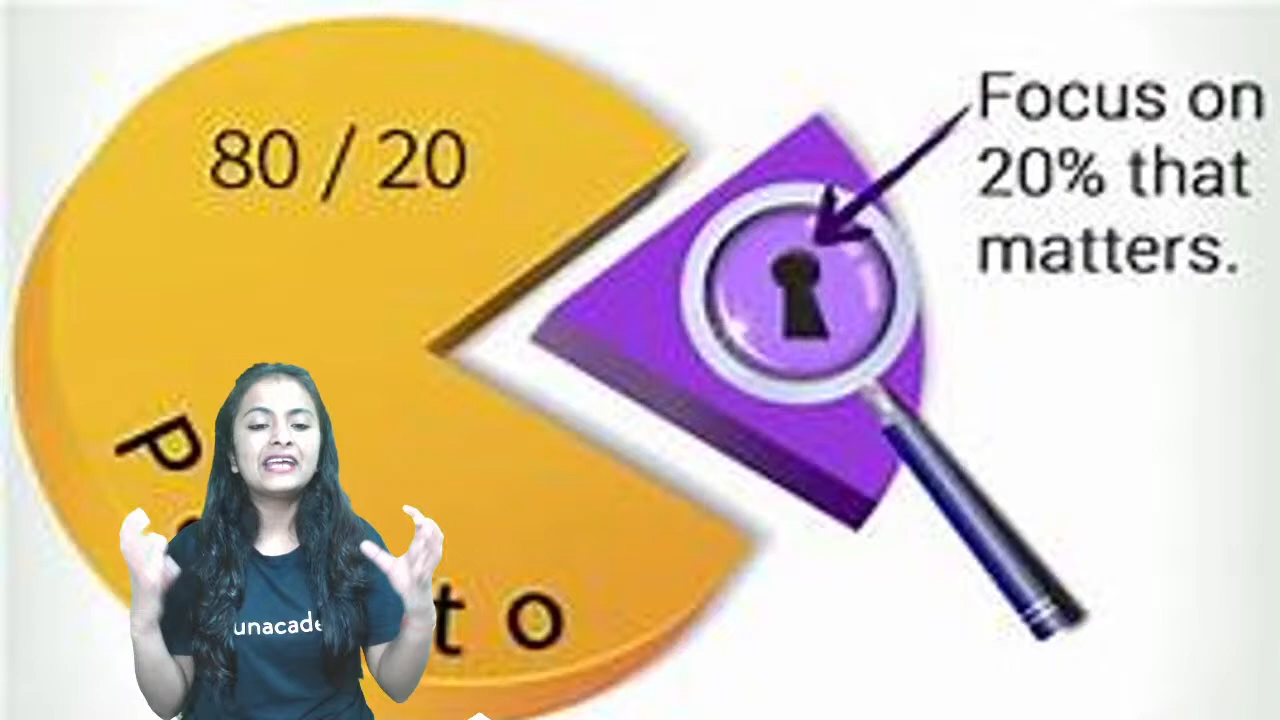 80 / 20
Focus on
20% that
matters.
P
t o
unacade